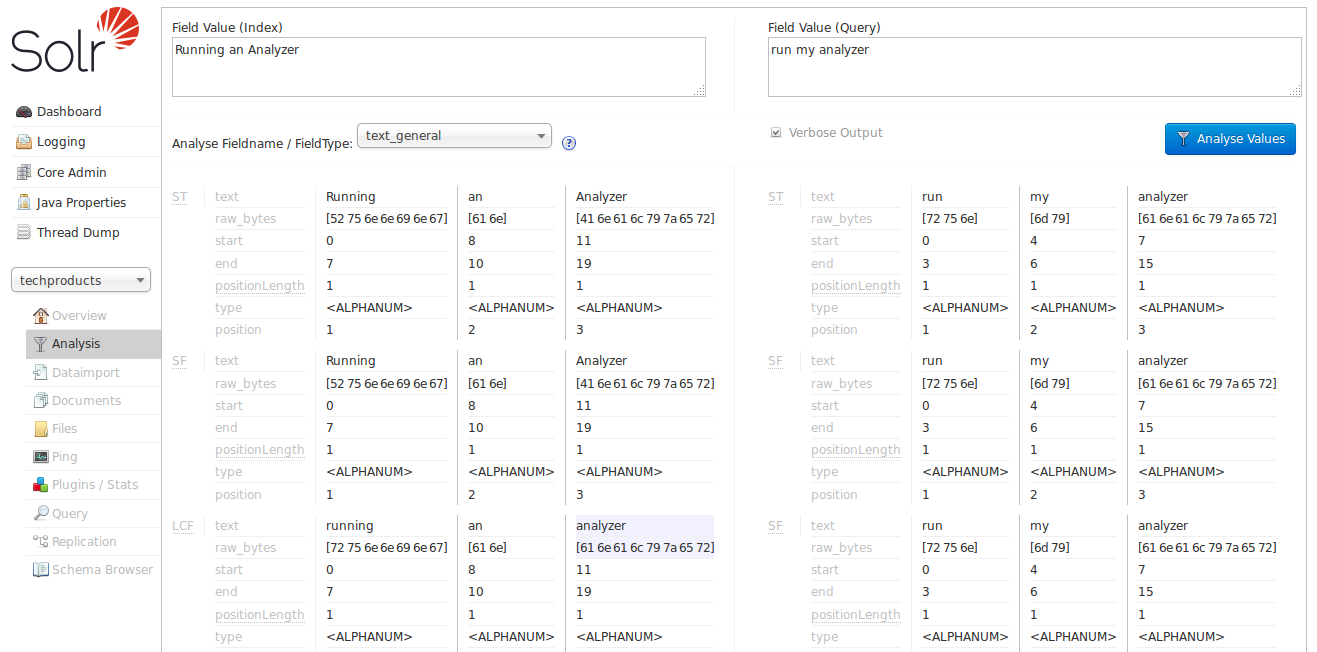 Solr
Dashboard
Logging
Core Admin
Java Properties
Thread Dump
techproducts
Overview
Analysis
Dataimport
Documents
Files
Ping
Plugins / Stats
Query
Replication
Schema Browser
Field Value (Index)
Running an Analyzer
Field Value (Query)
run my analyzer
Analyse Fieldname / FieldType: text_general ?
Verbose Output
Analyse Values
ST text Running an Analyzer
raw_bytes [52 75 6e 6e 69 6e 67] [61 6e] [41 6e 61 6c 79 7a 65 72]
start 0 8 11
end 7 10 19
positionLength 1 1 1
type <ALPHANUM> <ALPHANUM> <ALPHANUM>
position 1 2 3
SF text Running an Analyzer
raw_bytes [52 75 6e 6e 69 6e 67] [61 6e] [41 6e 61 6c 79 7a 65 72]
start 0 8 11
end 7 10 19
positionLength 1 1 1
type <ALPHANUM> <ALPHANUM> <ALPHANUM>
position 1 2 3
LCF text running an analyzer
raw_bytes [72 75 6e 6e 69 6e 67] [61 6e] [61 6e 61 6c 79 7a 65 72]
start 0 8 11
end 7 10 19
positionLength 1 1 1
type <ALPHANUM> <ALPHANUM> <ALPHANUM>
ST text run my analyzer
raw_bytes [72 75 6e] [6d 79] [61 6e 61 6c 79 7a 65 72]
start 0 4 7
end 3 6 15
positionLength 1 1 1
type <ALPHANUM> <ALPHANUM> <ALPHANUM>
position 1 2 3
SF text run my analyzer
raw_bytes [72 75 6e] [6d 79] [61 6e 61 6c 79 7a 65 72]
start 0 4 7
end 3 6 15
positionLength 1 1 1
type <ALPHANUM> <ALPHANUM> <ALPHANUM>
position 1 2 3
SF text run my analyzer
raw_bytes [72 75 6e] [6d 79] [61 6e 61 6c 79 7a 65 72]
start 0 4 7
end 3 6 15
positionLength 1 1 1
type <ALPHANUM> <ALPHANUM> <ALPHANUM>